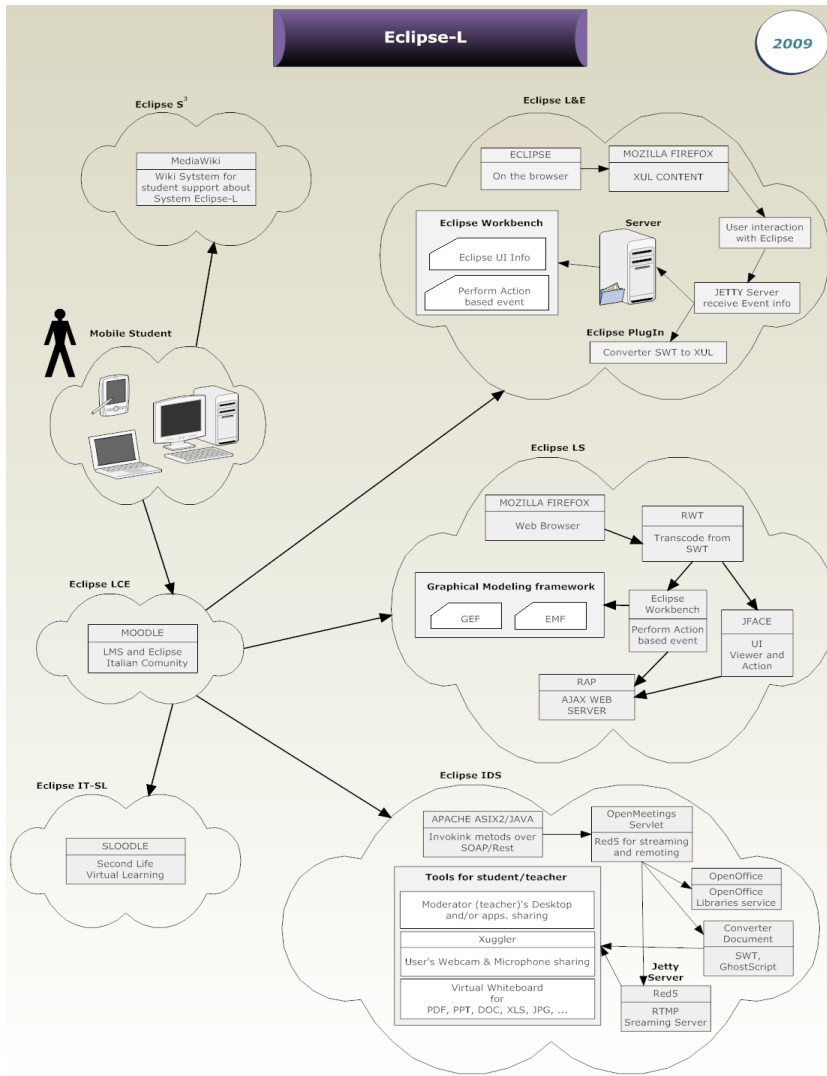 Eclipse-L
2009
Eclipse S³
MediaWiki
Wiki Sytstem for
student support about
System Eclipse-L
Mobile Student
Eclipse L&E
ECLIPSE
On the browser
MOZILLA FIREFOX
XUL CONTENT
Eclipse Workbench
Eclipse UI Info
Perform Action
based event
Server
User interaction
with Eclipse
JETTY Server
receive Event info
Eclipse PlugIn
Converter SWT to XUL
Eclipse LCE
MOODLE
LMS and Eclipse
Italian Comunity
Eclipse LS
MOZILLA FIREFOX
Web Browser
RWT
Transcode from
SWT
Graphical Modeling framework
GEF
EMF
Eclipse
Workbench
Perform Action
based event
JFACE
UI
Viewer and
Action
RAP
AJAX WEB
SERVER
Eclipse IT-SL
SLOODLE
Second Life
Virtual Learning
Eclipse IDS
APACHE ASIX2/JAVA
Invokink metods over
SOAP/Rest
OpenMeetings
Servlet
Red5 for streaming
and remoting
Tools for student/teacher
Moderator (teacher)'s Desktop
and/or apps. sharing
Xuggler
User's Webcam & Microphone sharing
Virtual Whiteboard
for
PDF, PPT, DOC, XLS, JPG, ...
OpenOffice
OpenOffice
Libraries service
Converter
Document
SWT,
GhostScript
Jetty
Server
Red5
RTMP
Sreaming Server